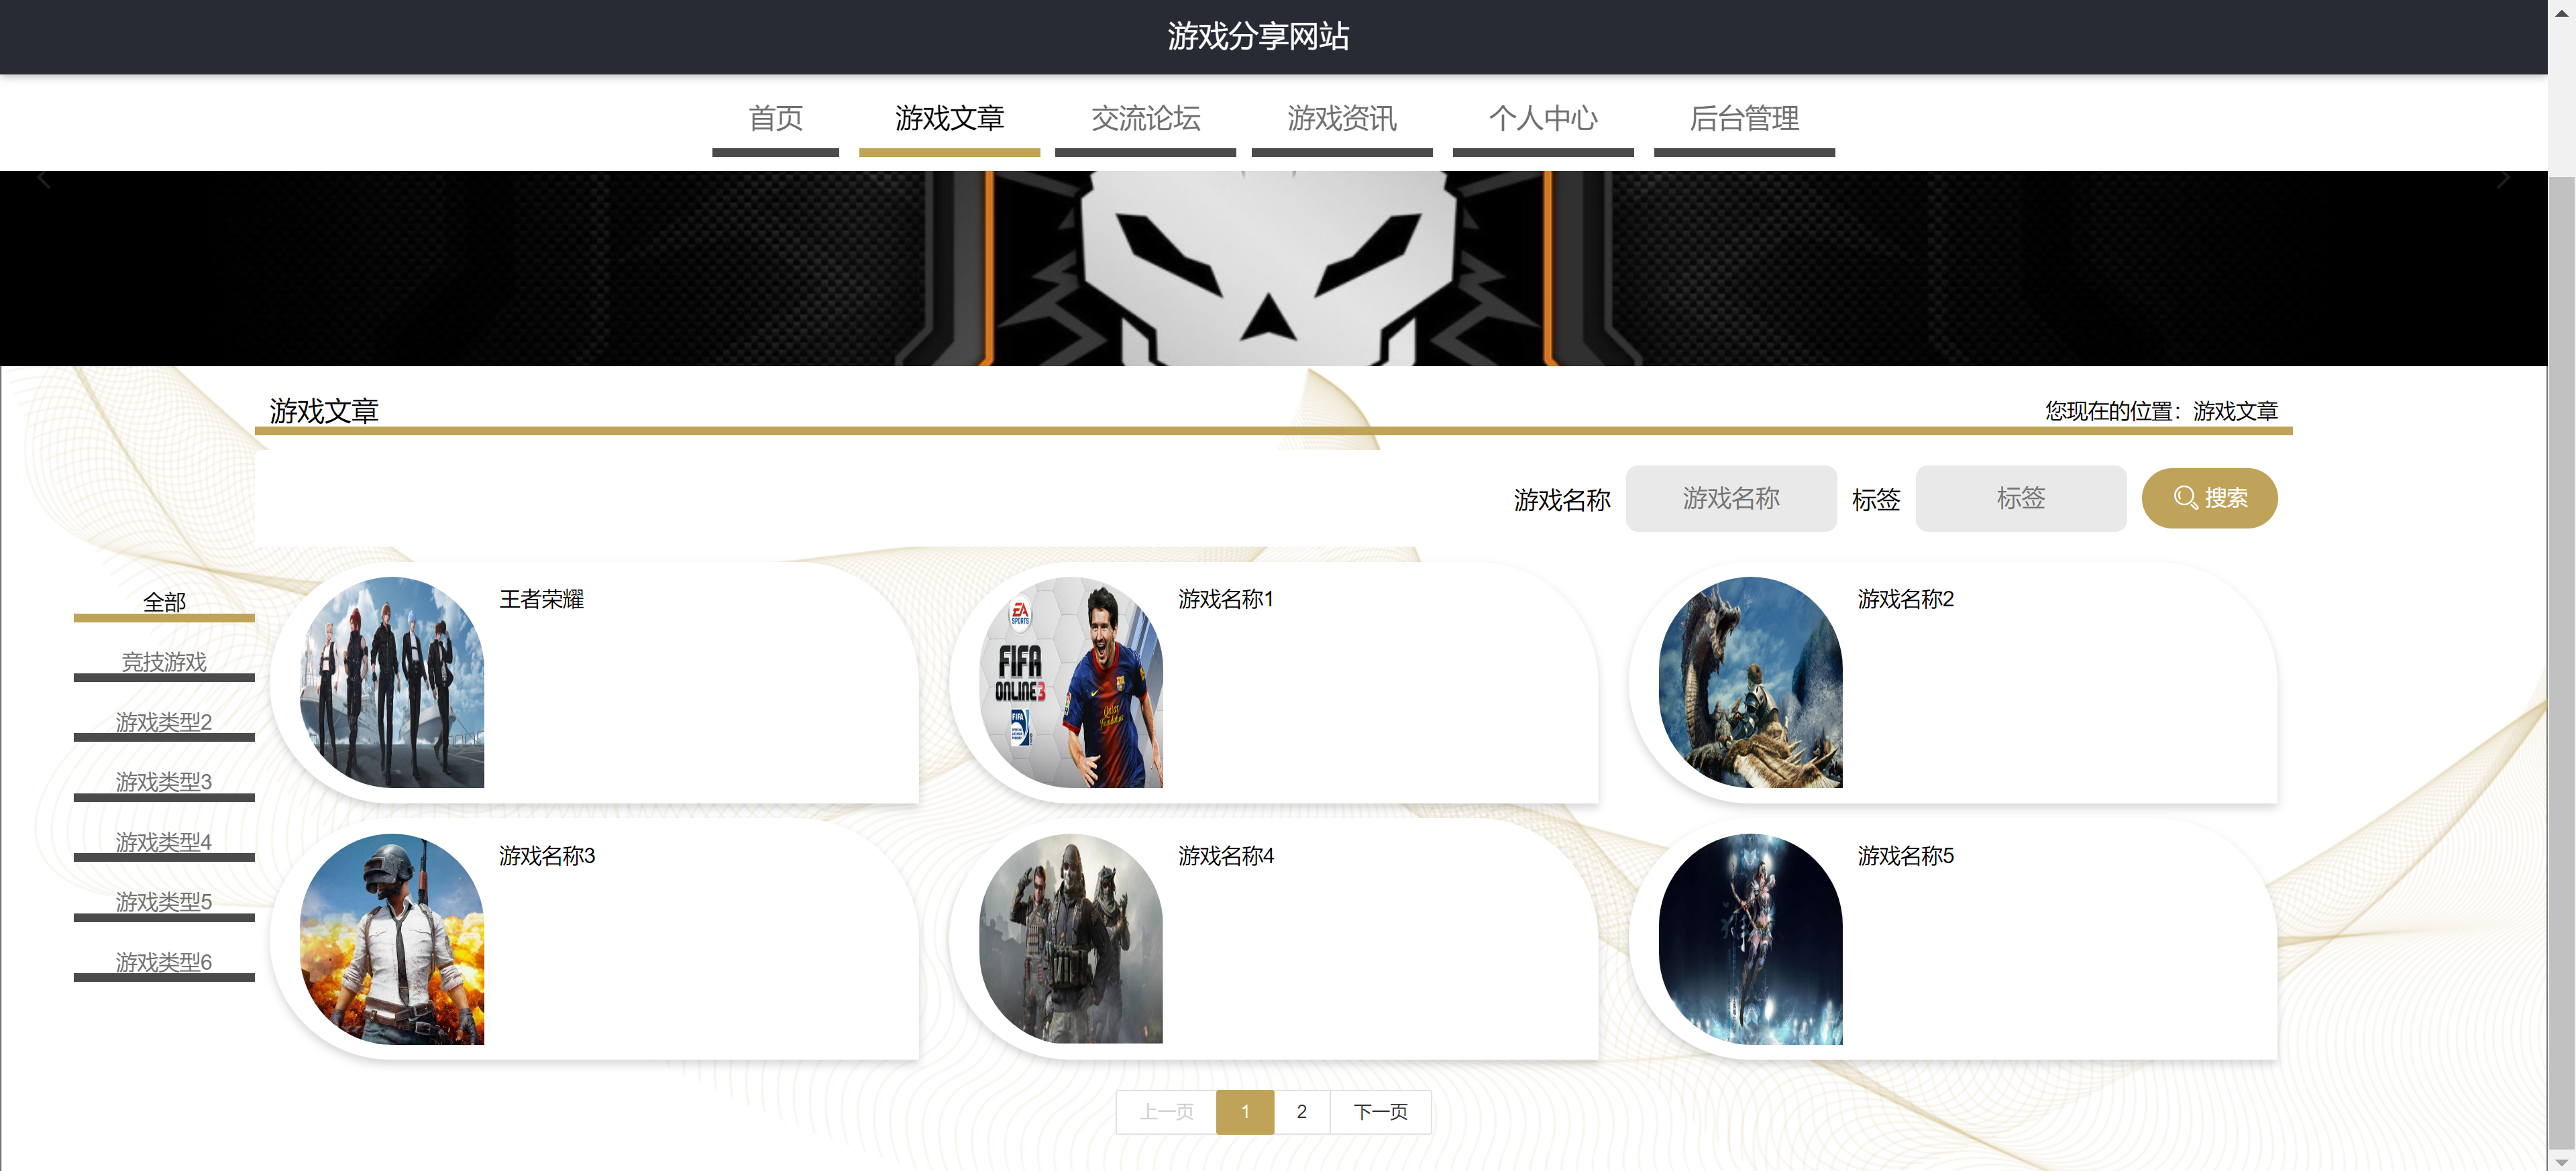 游戏分享网站
首页 游戏文章 交流论坛 游戏资讯 个人中心 后台管理
游戏文章 您现在的位置：游戏文章
游戏名称 游戏名称 标签 标签 搜索
全部
竞技游戏
游戏类型2
游戏类型3
游戏类型4
游戏类型5
游戏类型6
王者荣耀
EA
SPORTS
FIFA
ONLINE3
FIFA
游戏名称1
游戏名称2
游戏名称3
游戏名称4
游戏名称5
上一页 1 2 下一页